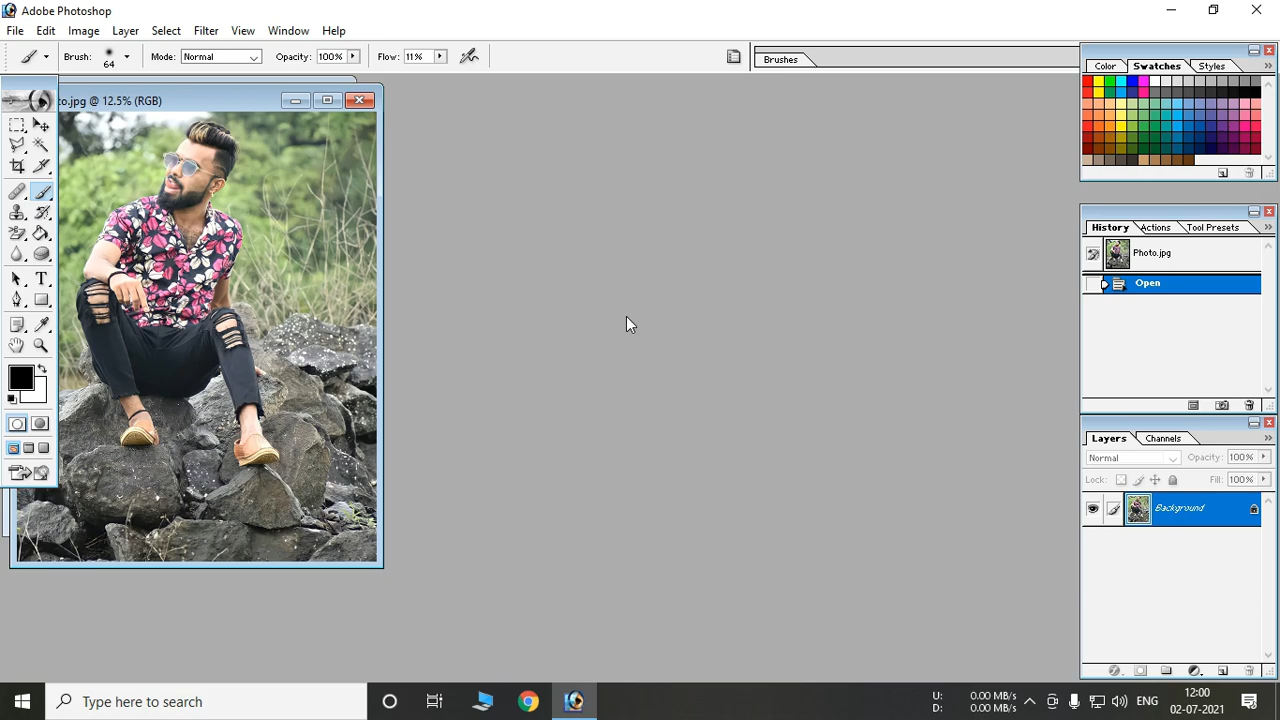 Adobe Photoshop
File Edit Image Layer Select Filter View Window Help
Brush: 64 Mode: Normal Opacity: 100% Flow: 11% Brushes
to.jpg @ 12.5% (RGB)
Color Swatches Styles
History Actions Tool Presets
Photo.jpg
Open
Layers Channels
Normal Opacity: 100%
Lock: Fill: 100%
Background
Type here to search
U: 0.00 MB/s
D: 0.00 MB/s
ENG
12:00
02-07-2021